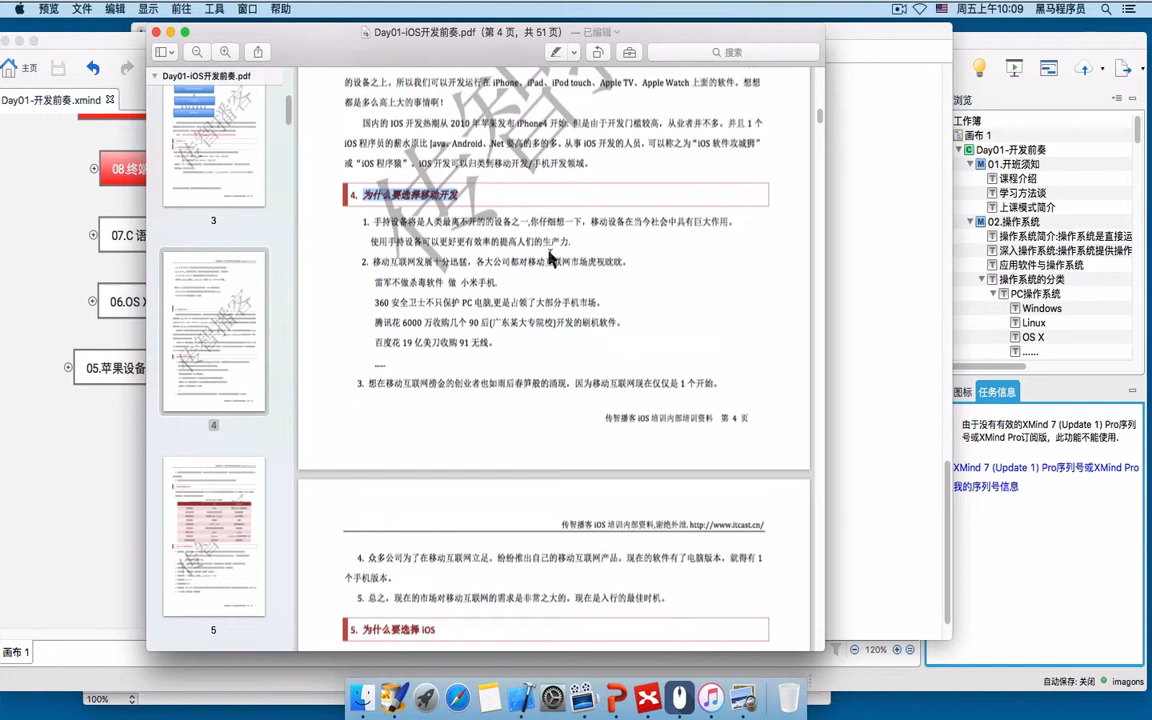 预览 文件 编辑 显示 前往 工具 窗口 帮助 周五上午10:09 黑马程序员
Day01-iOS开发前奏.pdf（第 4 页，共 51 页） — 已编辑
搜索
主页
Day01-开发前奏.xmind
08.终端
07.C 语
06.OS X
05.苹果设备
画布 1
100%
Day01-iOS开发前奏.pdf
3
4
5
的设备之上，所以我们可以开发运行在 iPhone、iPad、iPod touch、Apple TV、Apple Watch 上面的软件。想想
都是多么高上大的事情啊！
国内的 IOS 开发热期从 2010 年苹果发布 iPhone4 开始. 但是由于开发门槛较高，从业者并不多。并且 1 个
iOS 程序员的薪水顶比 Java、Android、.Net 要高的多的多。从事 iOS 开发的人员，可以称之为“iOS 软件攻城狮”
或“iOS 程序猿”。iOS 开发可以归类到移动开发/手机开发领域。
4. 为什么要选择移动开发
1. 手持设备将是人类最离不开的的设备之一,你仔细想一下，移动设备在当今社会中具有巨大作用。
使用手持设备可以更好更有效率的提高人们的生产力.
2. 移动互联网发展十分迅猛，各大公司都对移动互联网市场虎视眈眈。
雷军不做杀毒软件 做 小米手机.
360 安全卫士不只保护 PC 电脑,更是占领了大部分手机市场。
腾讯花 6000 万收购几个 90 后(广东某大专院校)开发的刷机软件。
百度花 19 亿美刀收购 91 无线。
.....
3. 想在移动互联网捞金的创业者也如雨后春笋般的涌现，因为移动互联网现在仅仅是 1 个开始。
传智播客 iOS 培训内部培训资料 第 4 页
传智播客 iOS 培训内部资料,谢绝外泄. http://www.itcast.cn/
4. 众多公司为了在移动互联网立足，纷纷推出自己的移动互联网产品。现在的软件有了电脑版本，就得有 1
个手机版本。
5. 总之，现在的市场对移动互联网的需求是非常之大的。现在是入行的最佳时机。
5. 为什么要选择 iOS
传智播客
120%
浏览
工作簿
画布 1
Day01-开发前奏
01.开班须知
课程介绍
学习方法谈
上课模式简介
02.操作系统
操作系统简介:操作系统是直接运
深入操作系统:操作系统提供操作
应用软件与操作系统
操作系统的分类
PC操作系统
Windows
Linux
OS X
......
图标 任务信息
由于没有有效的XMind 7 (Update 1) Pro序列
号或XMind Pro订阅版，此功能不能使用.
XMind 7 (Update 1) Pro序列号或XMind Pro
我的序列号信息
自动保存: 关闭 imagons